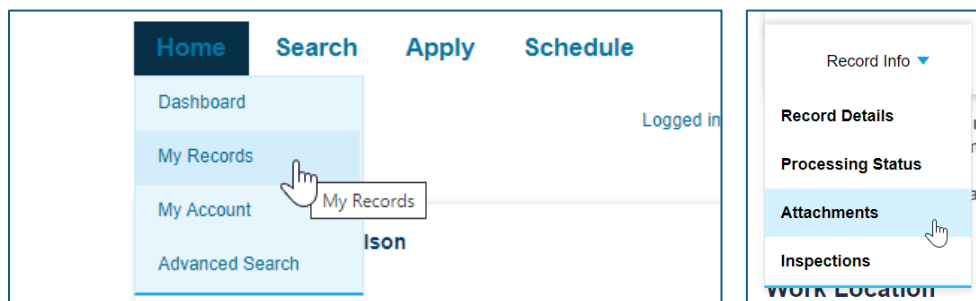 Home Search Apply Schedule
Dashboard
Logged in
My Records
My Records
My Account
lson
Advanced Search
Record Info
Record Details
Processing Status
Attachments
Inspections
Work Location